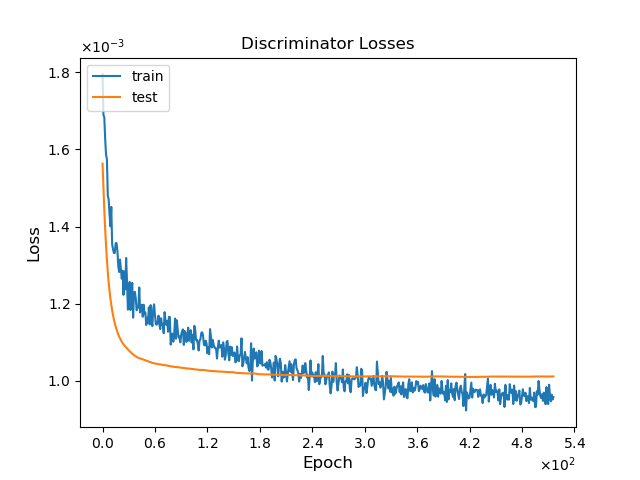 Discriminator Losses
×10⁻³
train
test
1.8
1.6
1.4
1.2
1.0
Loss
0.0 0.6 1.2 1.8 2.4 3.0 3.6 4.2 4.8 5.4
Epoch
×10²